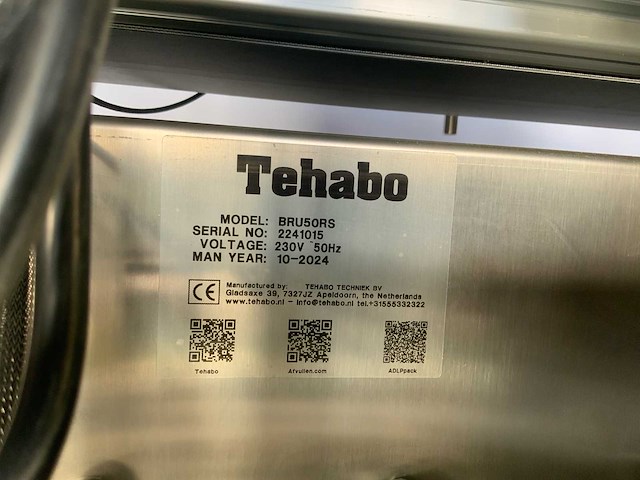 Tehabo
MODEL: BRU50RS
SERIAL NO: 2241015
VOLTAGE: 230V ~50Hz
MAN YEAR: 10-2024
CE
Manufactured by: TEHABO TECHNIEK BV
Gladsaxe 39, 7327JZ Apeldoorn, the Netherlands
www.tehabo.nl - info@tehabo.nl tel.+31555332322
Tehabo Afvullen.com ADLPpack